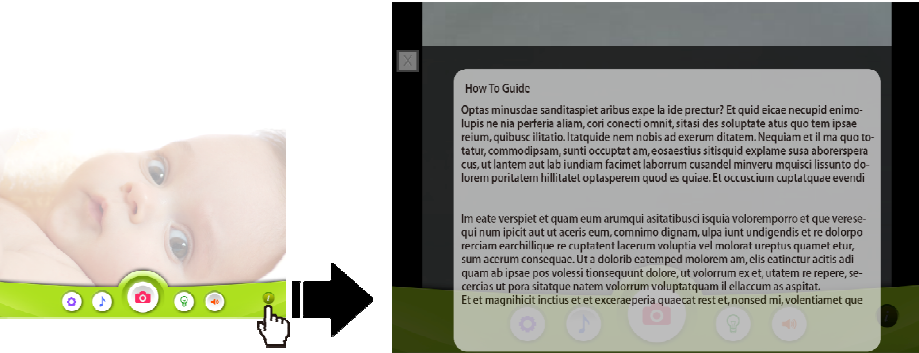 X
How To Guide
Optas minusdae sanditaspiet aribus expe la ide prectur? Et quid eicae necupid enimo-
lupis ne nia perferia aliam, cori conecti omnit, sitasi des soluptate atus quo tem ipsae
reium, quibusc ilitatio. Itatquide nem nobis ad exerum ditatem. Nequiam et il ma quo to-
tatur, commodipsam, sunti occuptat am, eosaestius sitisquid explame susa aborerspera
cus, ut lantem aut lab iundiam facimet laborrum cusandel minveru mquisci lissunto do-
lorem poritatem hillitatet optasperem quod es quiae. Et occuscium cuptatquae evendi
Im eate verspiet et quam eum arumqui asitatibusci isquia voloremporro et que verese-
qui num ipicit aut ut aceris eum, comnimo dignam, ulpa iunt undigendis et re dolorpo
rerciam earchillique re cuptatent lacerum voluptia vel molorat ureptus quamet etur,
sum acerum consequae. Ut a dolorib eatemped molorem am, elis eatinctur acitis adi
quam ab ipsae pos volessi tionsequunt dolore, ut volorrum ex et, utatem re repere, se-
cercias ut pora sitatque natem volorrum voluptatquam il ellaccum as aspitat.
Et et magnihicit inctius et et exceraeperia quaecat rest et, nonsed mi, volentiamet que
i
i